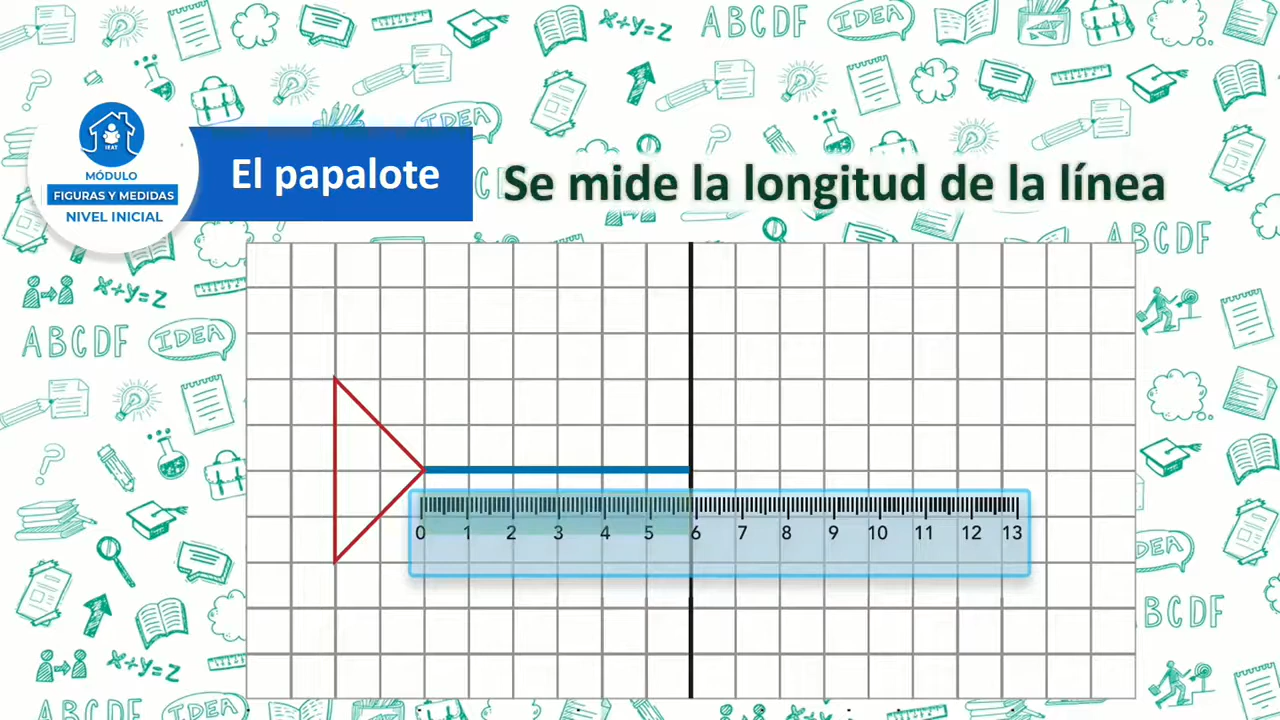 IEAT
MÓDULO
FIGURAS Y MEDIDAS
NIVEL INICIAL
El papalote
Se mide la longitud de la línea
0 1 2 3 4 5 6 7 8 9 10 11 12 13
ABCDF
IDEA
x+y=z